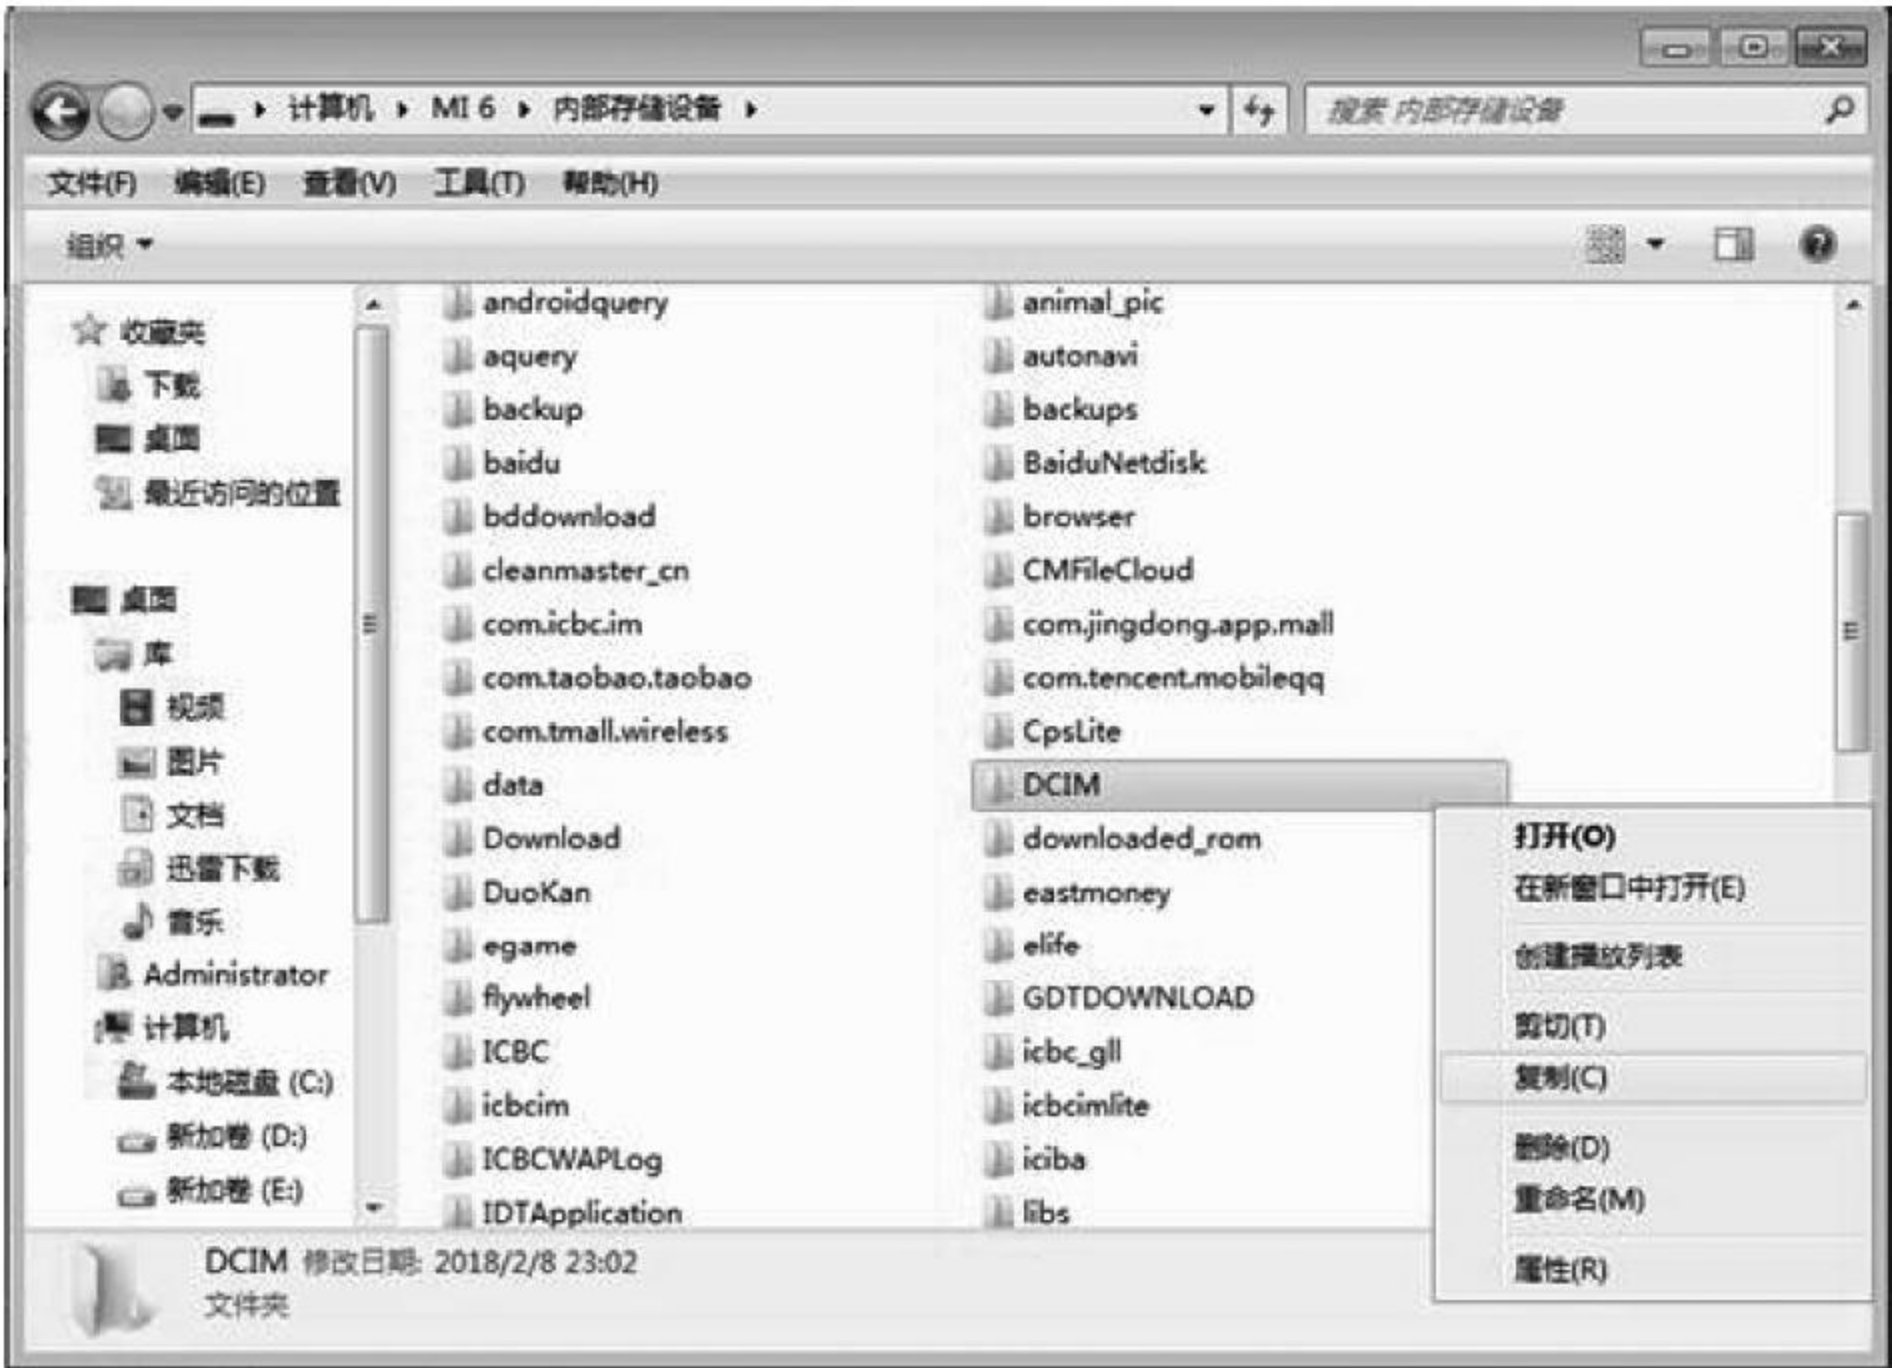 计算机 MI 6 内部存储设备 搜索 内部存储设备
文件(F) 编辑(E) 查看(V) 工具(T) 帮助(H)
组织
收藏夹
下载
桌面
最近访问的位置
桌面
库
视频
图片
文档
迅雷下载
音乐
Administrator
计算机
本地磁盘 (C:)
新加卷 (D:)
新加卷 (E:)
androidquery
aquery
backup
baidu
bddownload
cleanmaster_cn
com.icbc.im
com.taobao.taobao
com.tmall.wireless
data
Download
DuoKan
egame
flywheel
ICBC
icbcim
ICBCWAPLog
IDTApplication
animal_pic
autonavi
backups
BaiduNetdisk
browser
CMFileCloud
com.jingdong.app.mall
com.tencent.mobileqq
CpsLite
DCIM
downloaded_rom
eastmoney
elife
GDTDOWNLOAD
icbc_gll
icbcimlite
iciba
libs
打开(O)
在新窗口中打开(E)
创建播放列表
剪切(T)
复制(C)
删除(D)
重命名(M)
属性(R)
DCIM 修改日期: 2018/2/8 23:02
文件夹